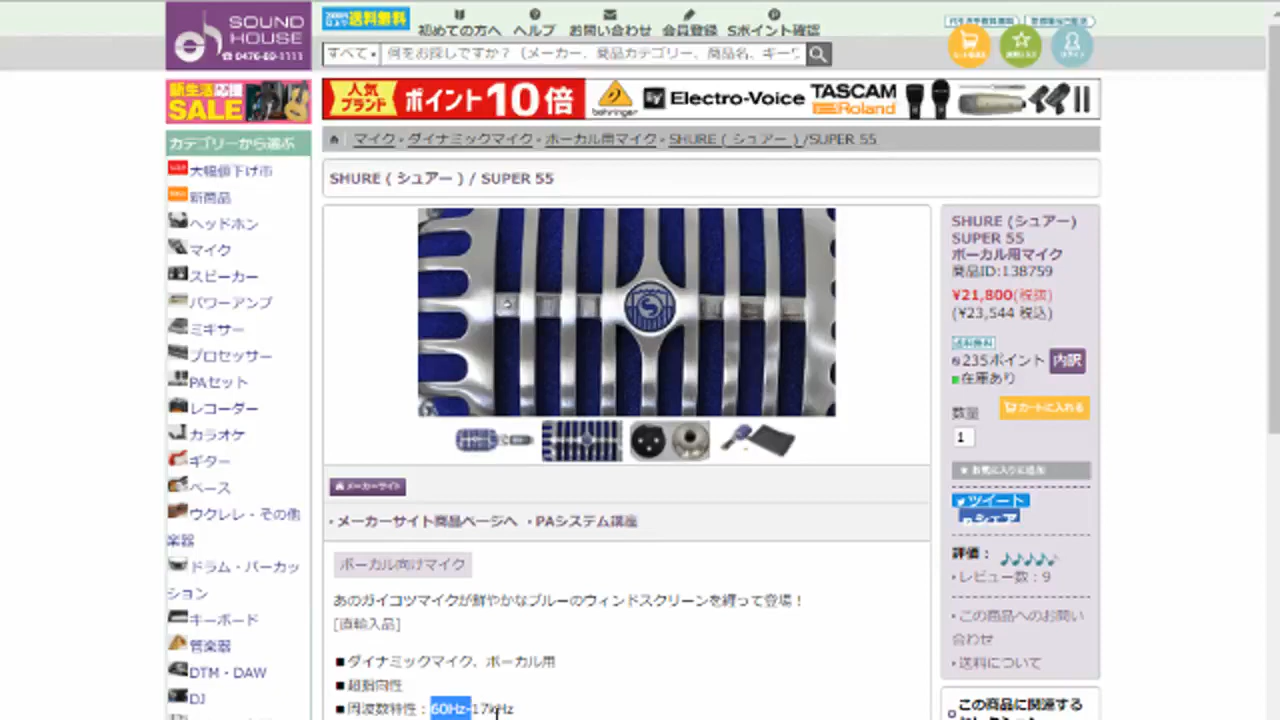 SOUND HOUSE
☎ 0476-89-1111
送料無料
初めての方へ ヘルプ お問い合わせ 会員登録 Sポイント確認
すべて 何をお探しですか？（メーカー、商品カテゴリー、商品名、キーワ
新生活応援
SALE
人気ブランド ポイント10倍 behringer Electro-Voice TASCAM Roland
カテゴリーから選ぶ
大幅値下げ市
新商品
ヘッドホン
マイク
スピーカー
パワーアンプ
ミキサー
プロセッサー
PAセット
レコーダー
カラオケ
ギター
ベース
ウクレレ・その他
楽器
ドラム・パーカッ
ション
キーボード
管楽器
DTM・DAW
DJ
マイク ダイナミックマイク ボーカル用マイク SHURE ( シュアー ) /SUPER 55
SHURE ( シュアー ) / SUPER 55
メーカーサイト
・メーカーサイト商品ページへ ・PAシステム講座
ボーカル向けマイク
あのガイコツマイクが鮮やかなブルーのウィンドスクリーンを纏って登場！
[直輸入品]
■ダイナミックマイク、ボーカル用
■超指向性
■周波数特性：60Hz-17kHz
SHURE (シュアー)
SUPER 55
ボーカル用マイク
商品ID:138759
¥21,800(税抜)
(¥23,544 税込)
送料無料
235ポイント 内訳
在庫あり
数量
カートに入れる
1
★ お気に入りに追加
ツイート
シェア
評価：
・レビュー数：9
・この商品へのお問い
合わせ
・送料について
この商品に関連する